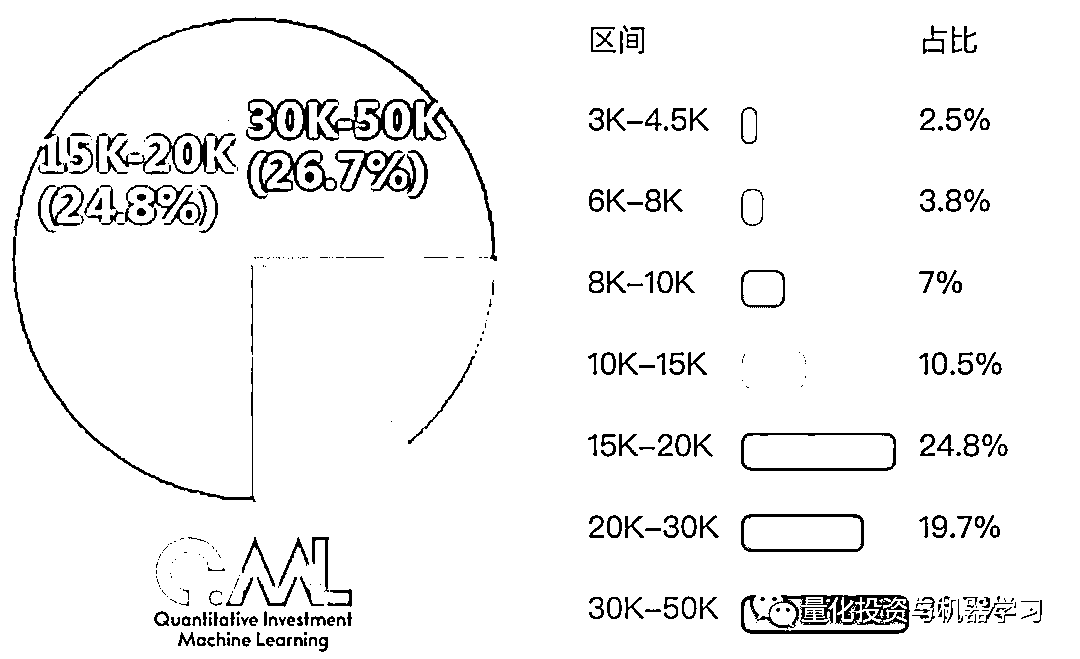 30K-50K
(26.7%)
15K-20K
(24.8%)
QMML
Quantitative Investment
Machine Learning
区间 占比
3K-4.5K 2.5%
6K-8K 3.8%
8K-10K 7%
10K-15K 10.5%
15K-20K 24.8%
20K-30K 19.7%
30K-50K
量化投资与机器学习